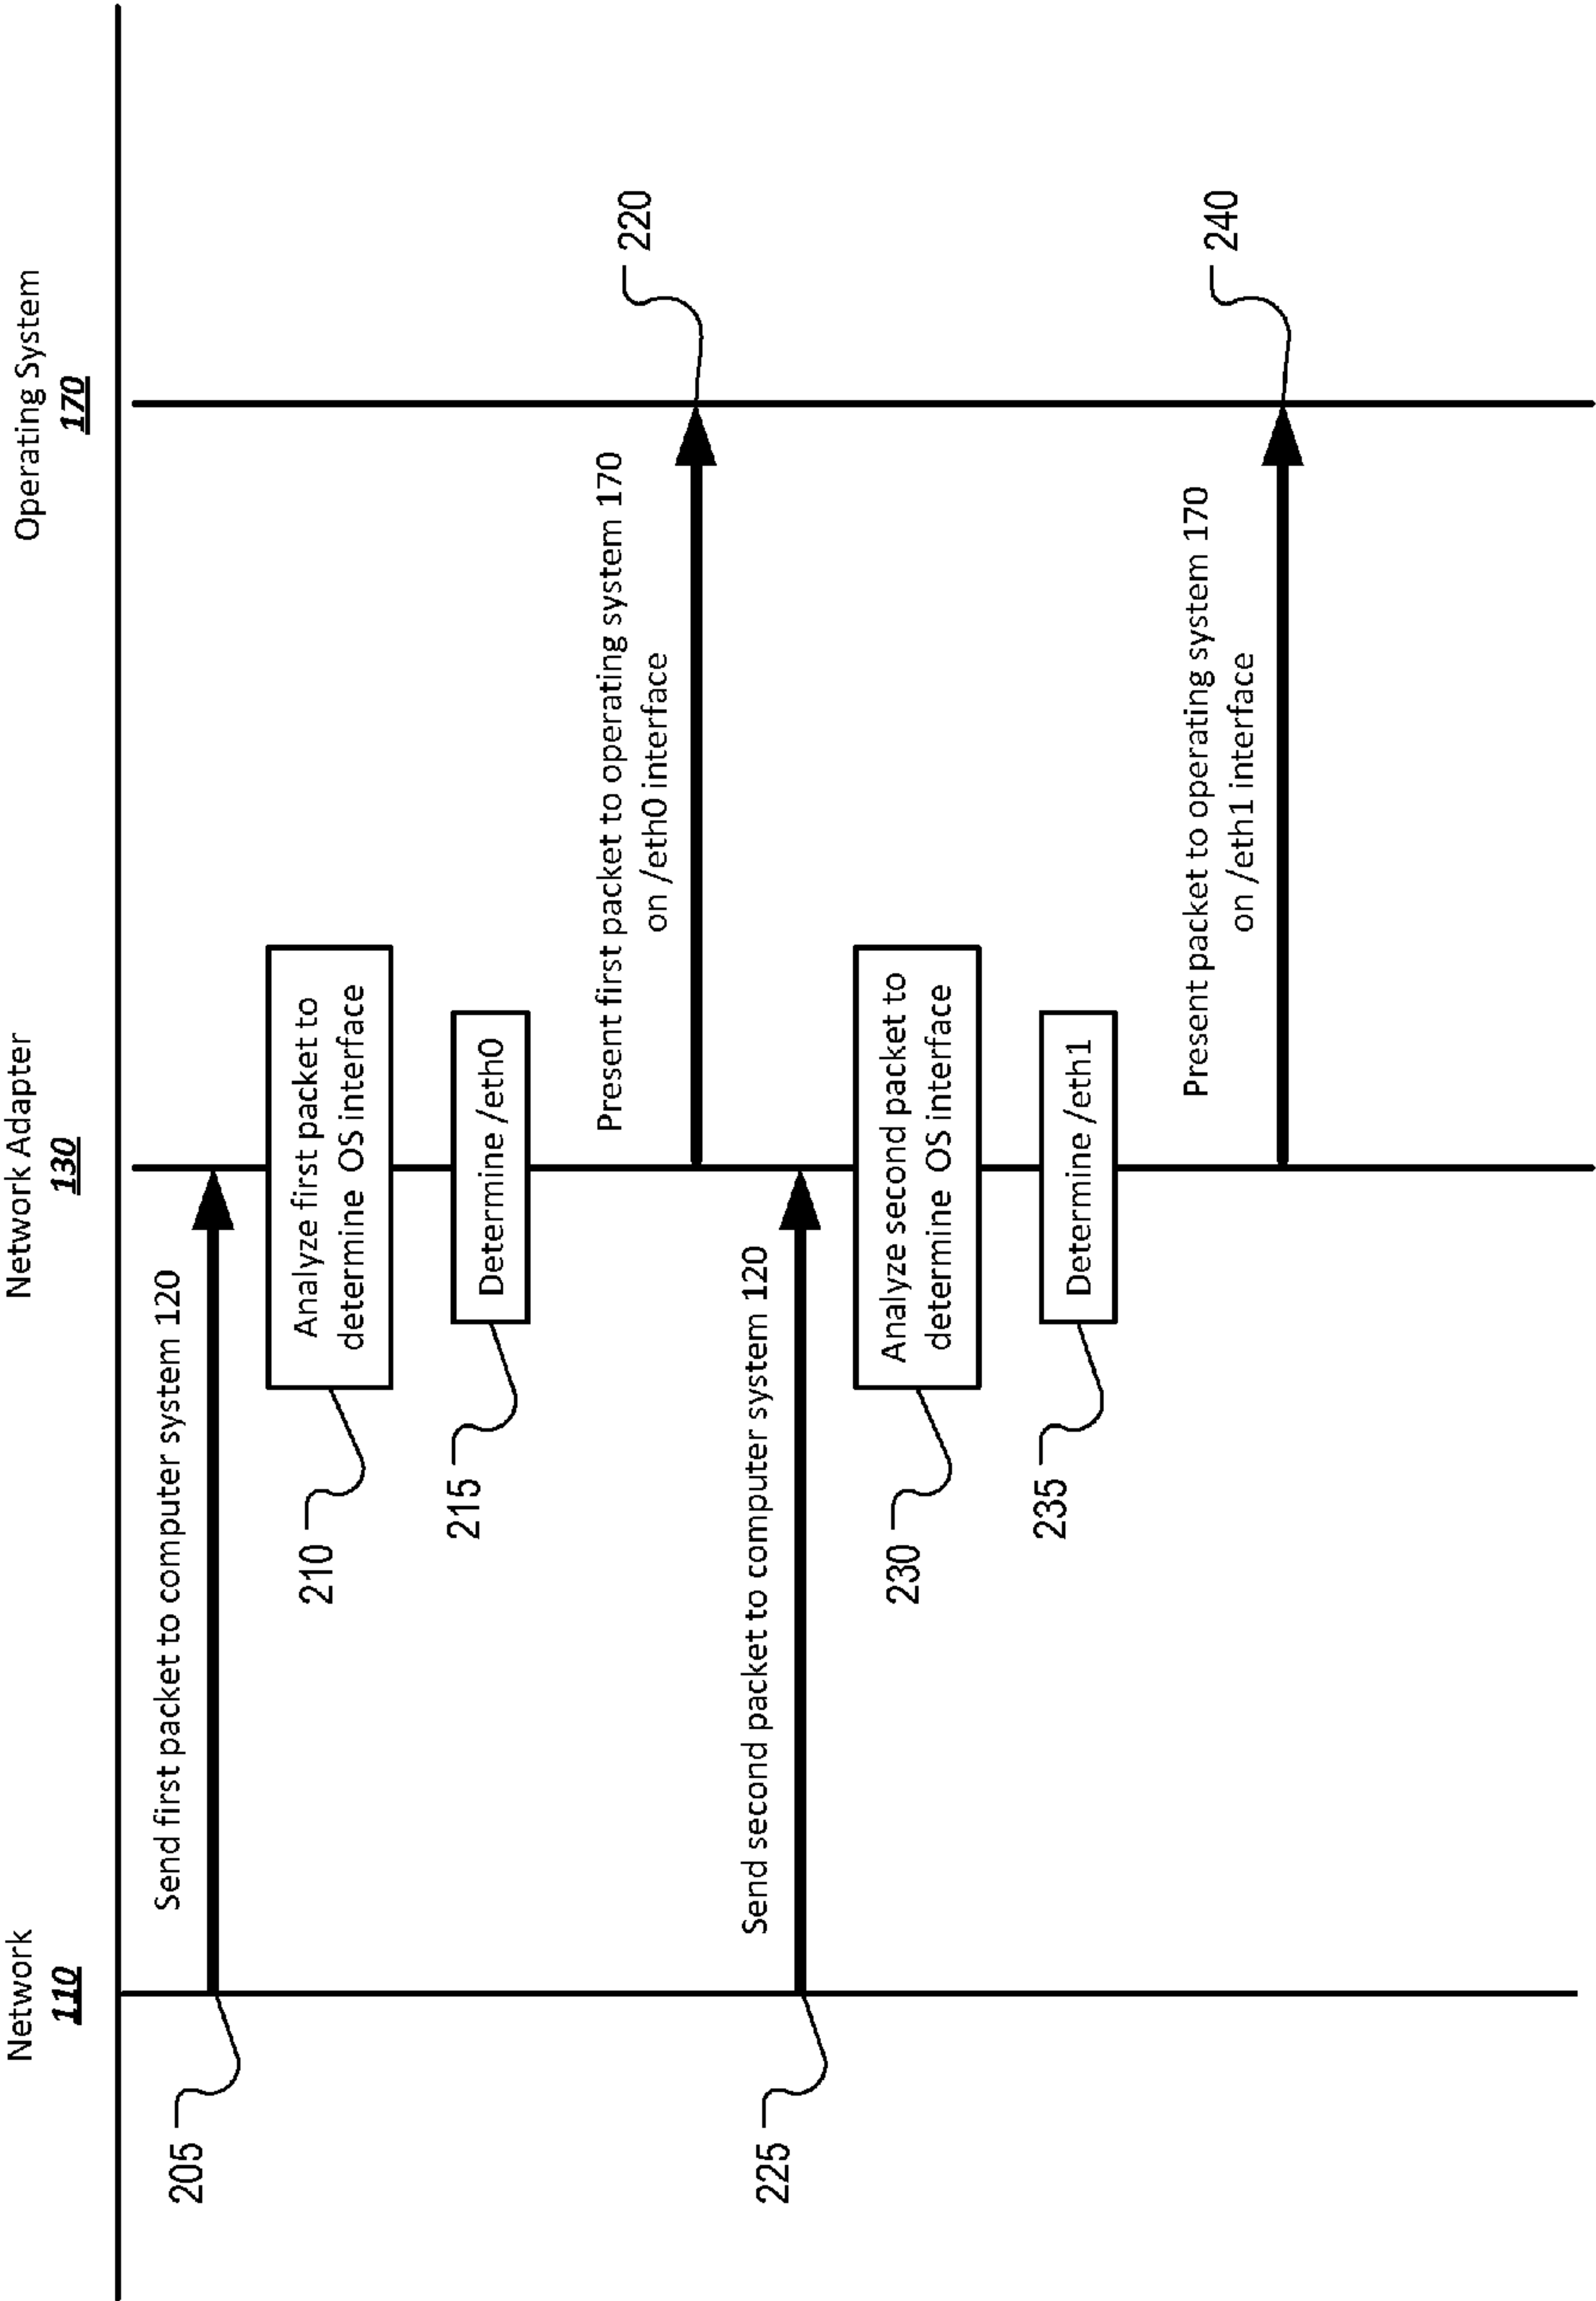 Network
110
Network Adapter
130
Operating System
170
205
Send first packet to computer system 120
210
Analyze first packet to
determine OS interface
215
Determine /eth0
Present first packet to operating system 170
on /eth0 interface
220
225
Send second packet to computer system 120
230
Analyze second packet to
determine OS interface
235
Determine /eth1
Present packet to operating system 170
on /eth1 interface
240